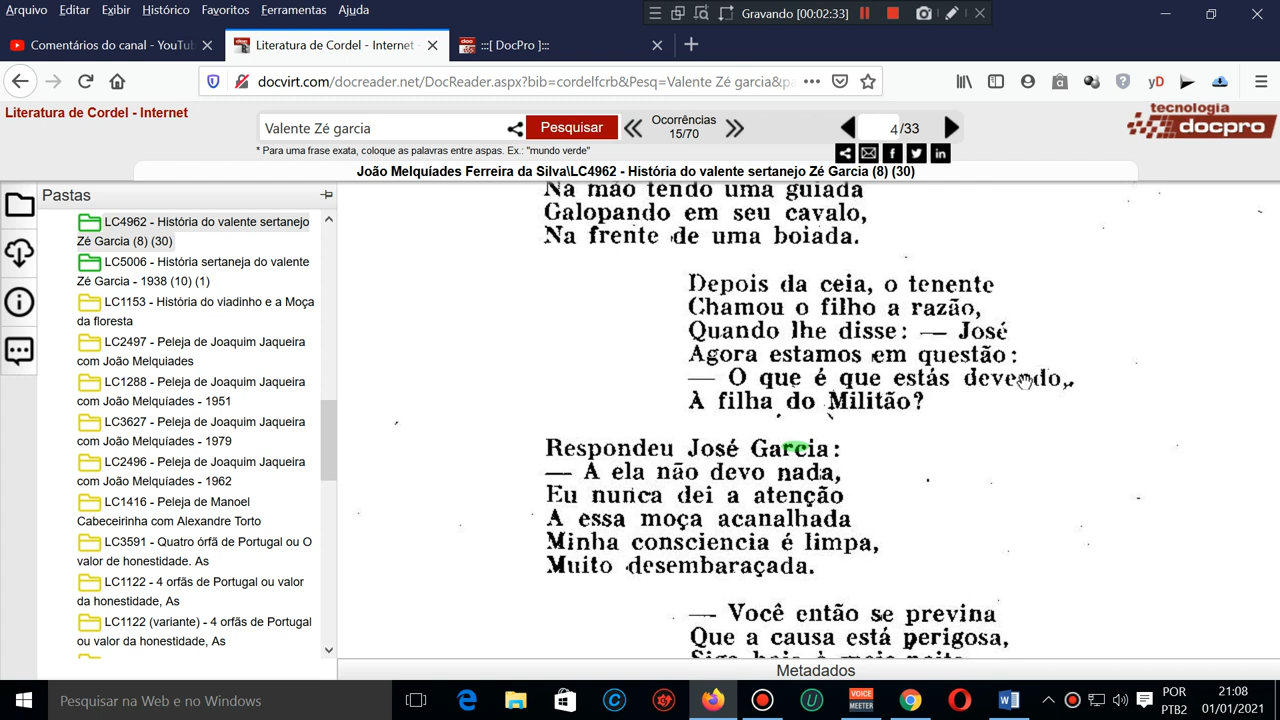 Arquivo Editar Exibir Histórico Favoritos Ferramentas Ajuda
Gravando [00:02:33]
Comentários do canal - YouTu
Literatura de Cordel - Internet -
:::[ DocPro ]:::
docvirt.com/docreader.net/DocReader.aspx?bib=cordelfcrb&Pesq=Valente Zé garcia&pa
yD
Literatura de Cordel - Internet
Valente Zé garcia
Pesquisar
Ocorrências
15/70
4 /33
tecnologia
docpro
* Para uma frase exata, coloque as palavras entre aspas. Ex.: "mundo verde"
João Melquíades Ferreira da Silva\LC4962 - História do valente sertanejo Zé Garcia (8) (30)
Pastas
LC4962 - História do valente sertanejo
Zé Garcia (8) (30)
LC5006 - História sertaneja do valente
Zé Garcia - 1938 (10) (1)
LC1153 - História do viadinho e a Moça
da floresta
LC2497 - Peleja de Joaquim Jaqueira
com João Melquiades
LC1288 - Peleja de Joaquim Jaqueira
com João Melquíades - 1951
LC3627 - Peleja de Joaquim Jaqueira
com João Melquíades - 1979
LC2496 - Peleja de Joaquim Jaqueira
com João Melquíades - 1962
LC1416 - Peleja de Manoel
Cabeceirinha com Alexandre Torto
LC3591 - Quatro órfã de Portugal ou O
valor de honestidade. As
LC1122 - 4 orfãs de Portugal ou valor
da honestidade, As
LC1122 (variante) - 4 orfãs de Portugal
ou valor da honestidade, As
Na mão tendo uma guiada
Galopando em seu cavalo,
Na frente de uma boiada.
Depois da ceia, o tenente
Chamou o filho a razão,
Quando lhe disse: — José
Agora estamos em questão:
— O que é que estás devendo,
À filha do Militão?
Respondeu José Garcia:
— A ela não devo nada,
Eu nunca dei a atenção
A essa moça acanalhada
Minha consciencia é limpa,
Muito desembaraçada.
— Você então se previna
Que a causa está perigosa,
Metadados
Pesquisar na Web e no Windows
VOICE
MEETER
POR
PTB2
21:08
01/01/2021